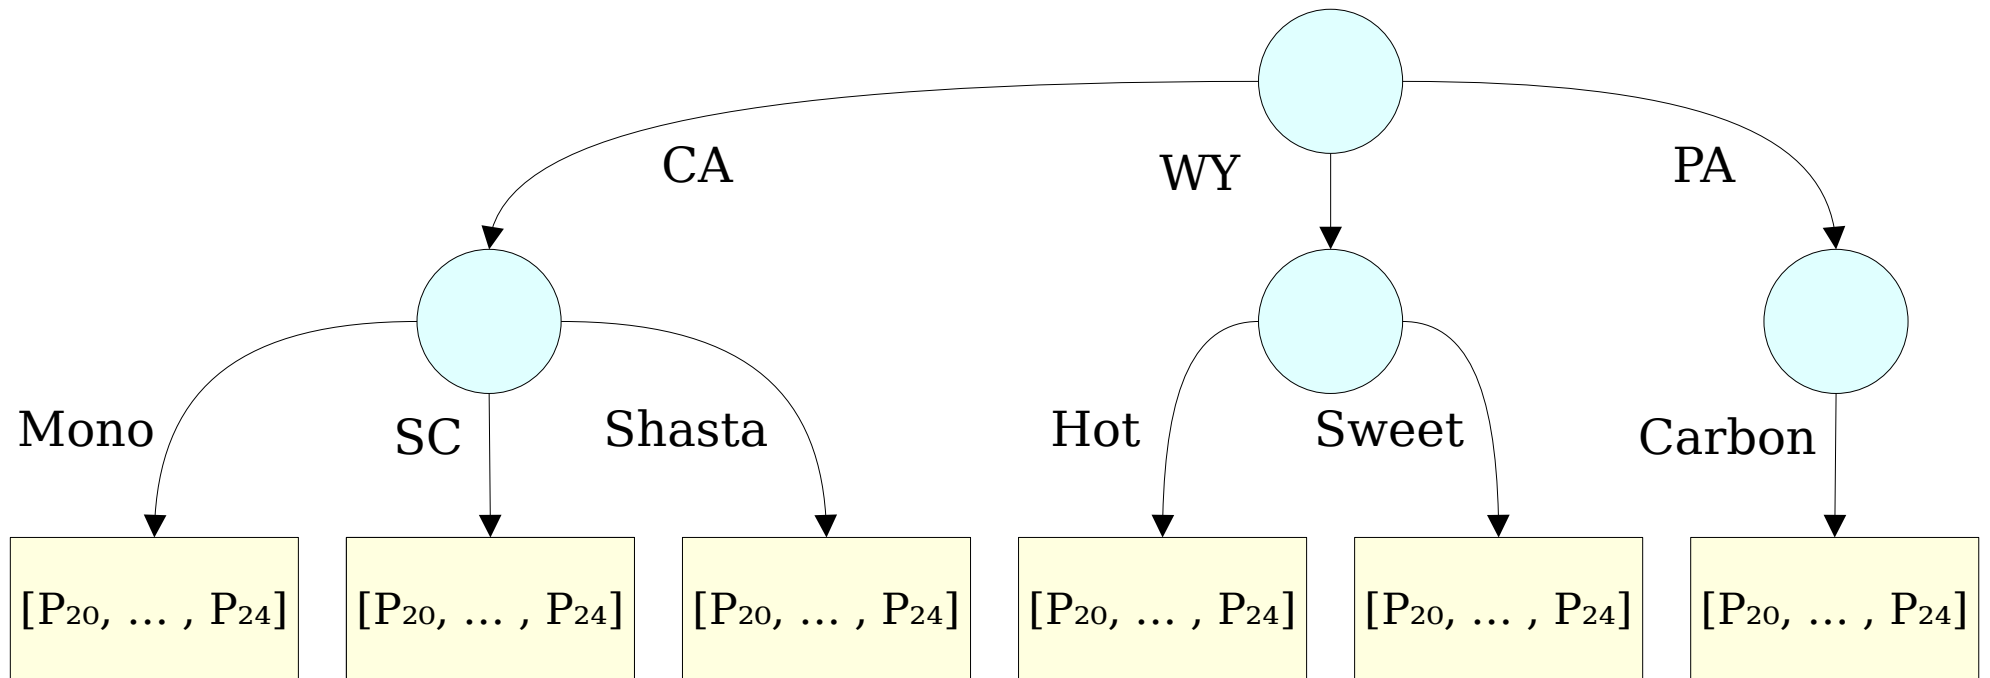 CA
WY
PA
Mono
SC
Shasta
Hot
Sweet
Carbon
[P₂₀, ... , P₂₄]
[P₂₀, ... , P₂₄]
[P₂₀, ... , P₂₄]
[P₂₀, ... , P₂₄]
[P₂₀, ... , P₂₄]
[P₂₀, ... , P₂₄]